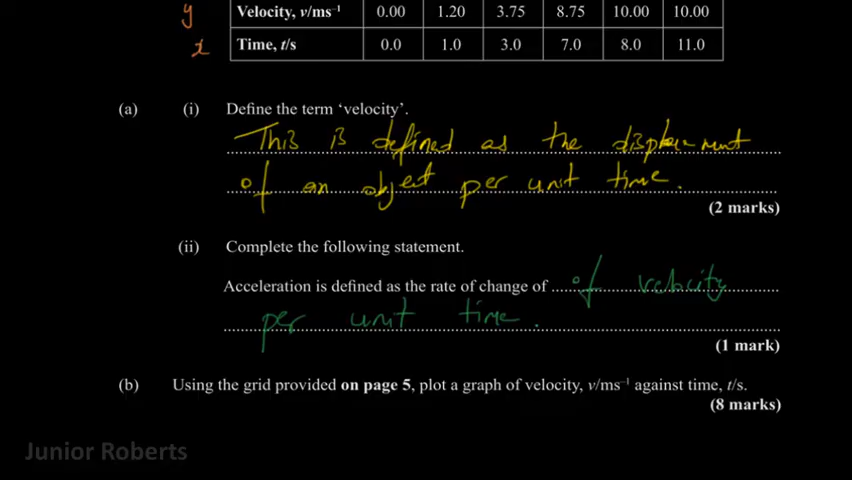 y Velocity, v/ms⁻¹ 0.00 1.20 3.75 8.75 10.00 10.00
x Time, t/s 0.0 1.0 3.0 7.0 8.0 11.0
(a) (i) Define the term ‘velocity’.
This is defined as the displacement
of an object per unit time.
(2 marks)
(ii) Complete the following statement.
Acceleration is defined as the rate of change of of velocity
per unit time.
(1 mark)
(b) Using the grid provided on page 5, plot a graph of velocity, v/ms⁻¹ against time, t/s.
(8 marks)
Junior Roberts